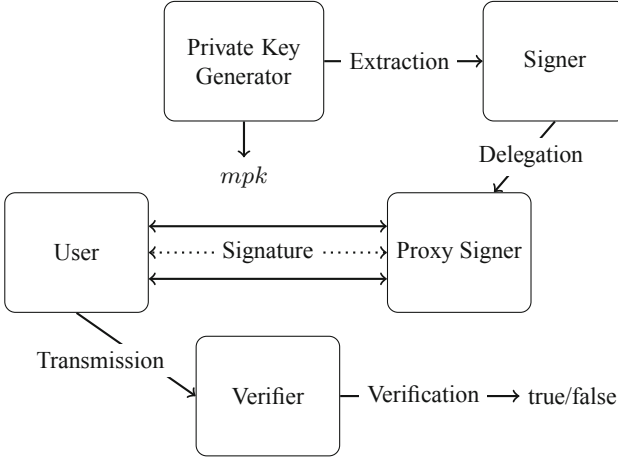 Private Key
Generator
Extraction
Signer
Delegation
mpk
User
Signature
Proxy Signer
Transmission
Verifier
Verification
true/false